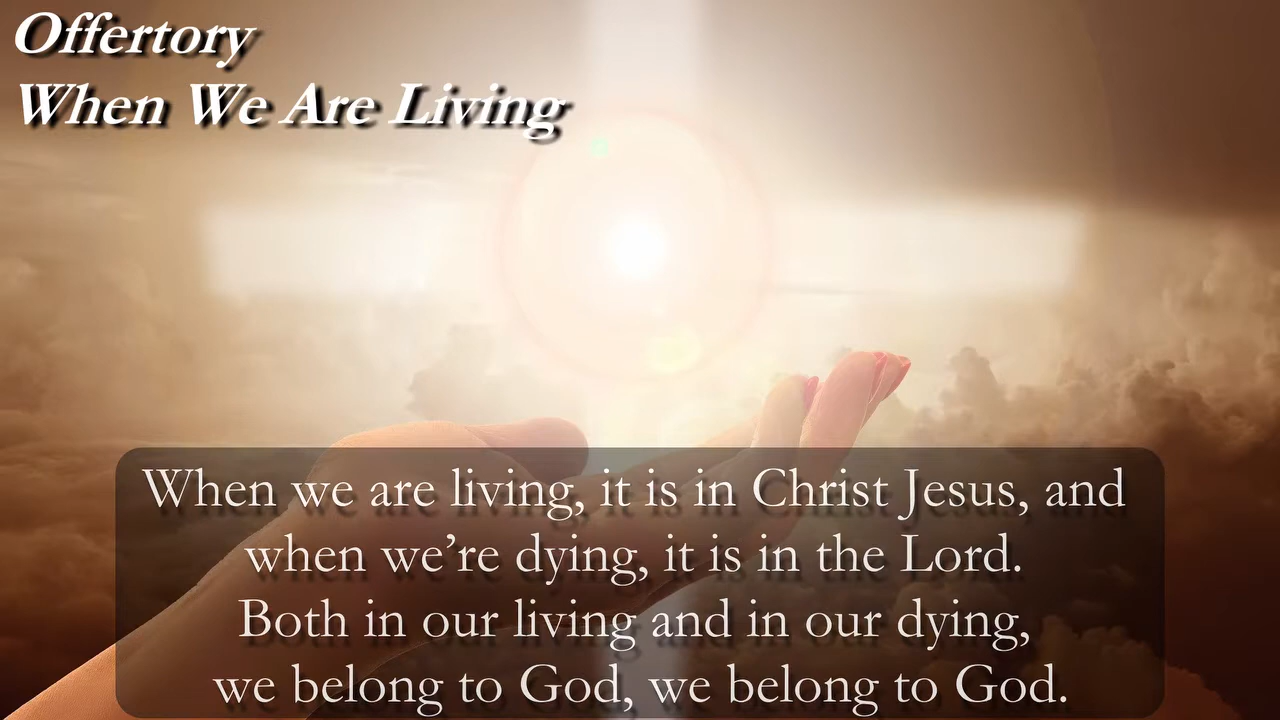 Offertory
When We Are Living
When we are living, it is in Christ Jesus, and
when we’re dying, it is in the Lord.
Both in our living and in our dying,
we belong to God, we belong to God.